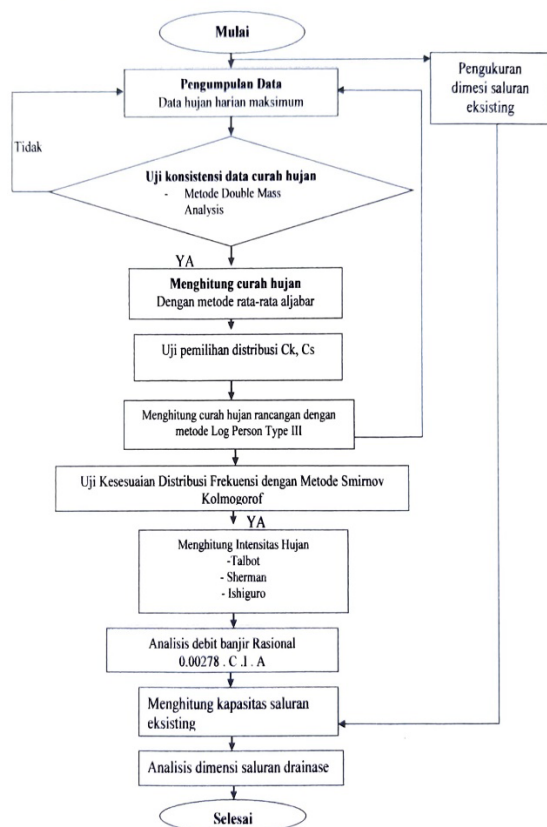 Mulai
Pengumpulan Data
Data hujan harian maksimum
Pengukuran
dimesi saluran
eksisting
Tidak
Uji konsistensi data curah hujan
- Metode Double Mass
Analysis
YA
Menghitung curah hujan
Dengan metode rata-rata aljabar
Uji pemilihan distribusi Ck, Cs
Menghitung curah hujan rancangan dengan
metode Log Person Type III
Uji Kesesuaian Distribusi Frekuensi dengan Metode Smirnov
Kolmogorof
YA
Menghitung Intensitas Hujan
-Talbot
- Sherman
- Ishiguro
Analisis debit banjir Rasional
0.00278 . C .I . A
Menghitung kapasitas saluran
eksisting
Analisis dimensi saluran drainase
Selesai